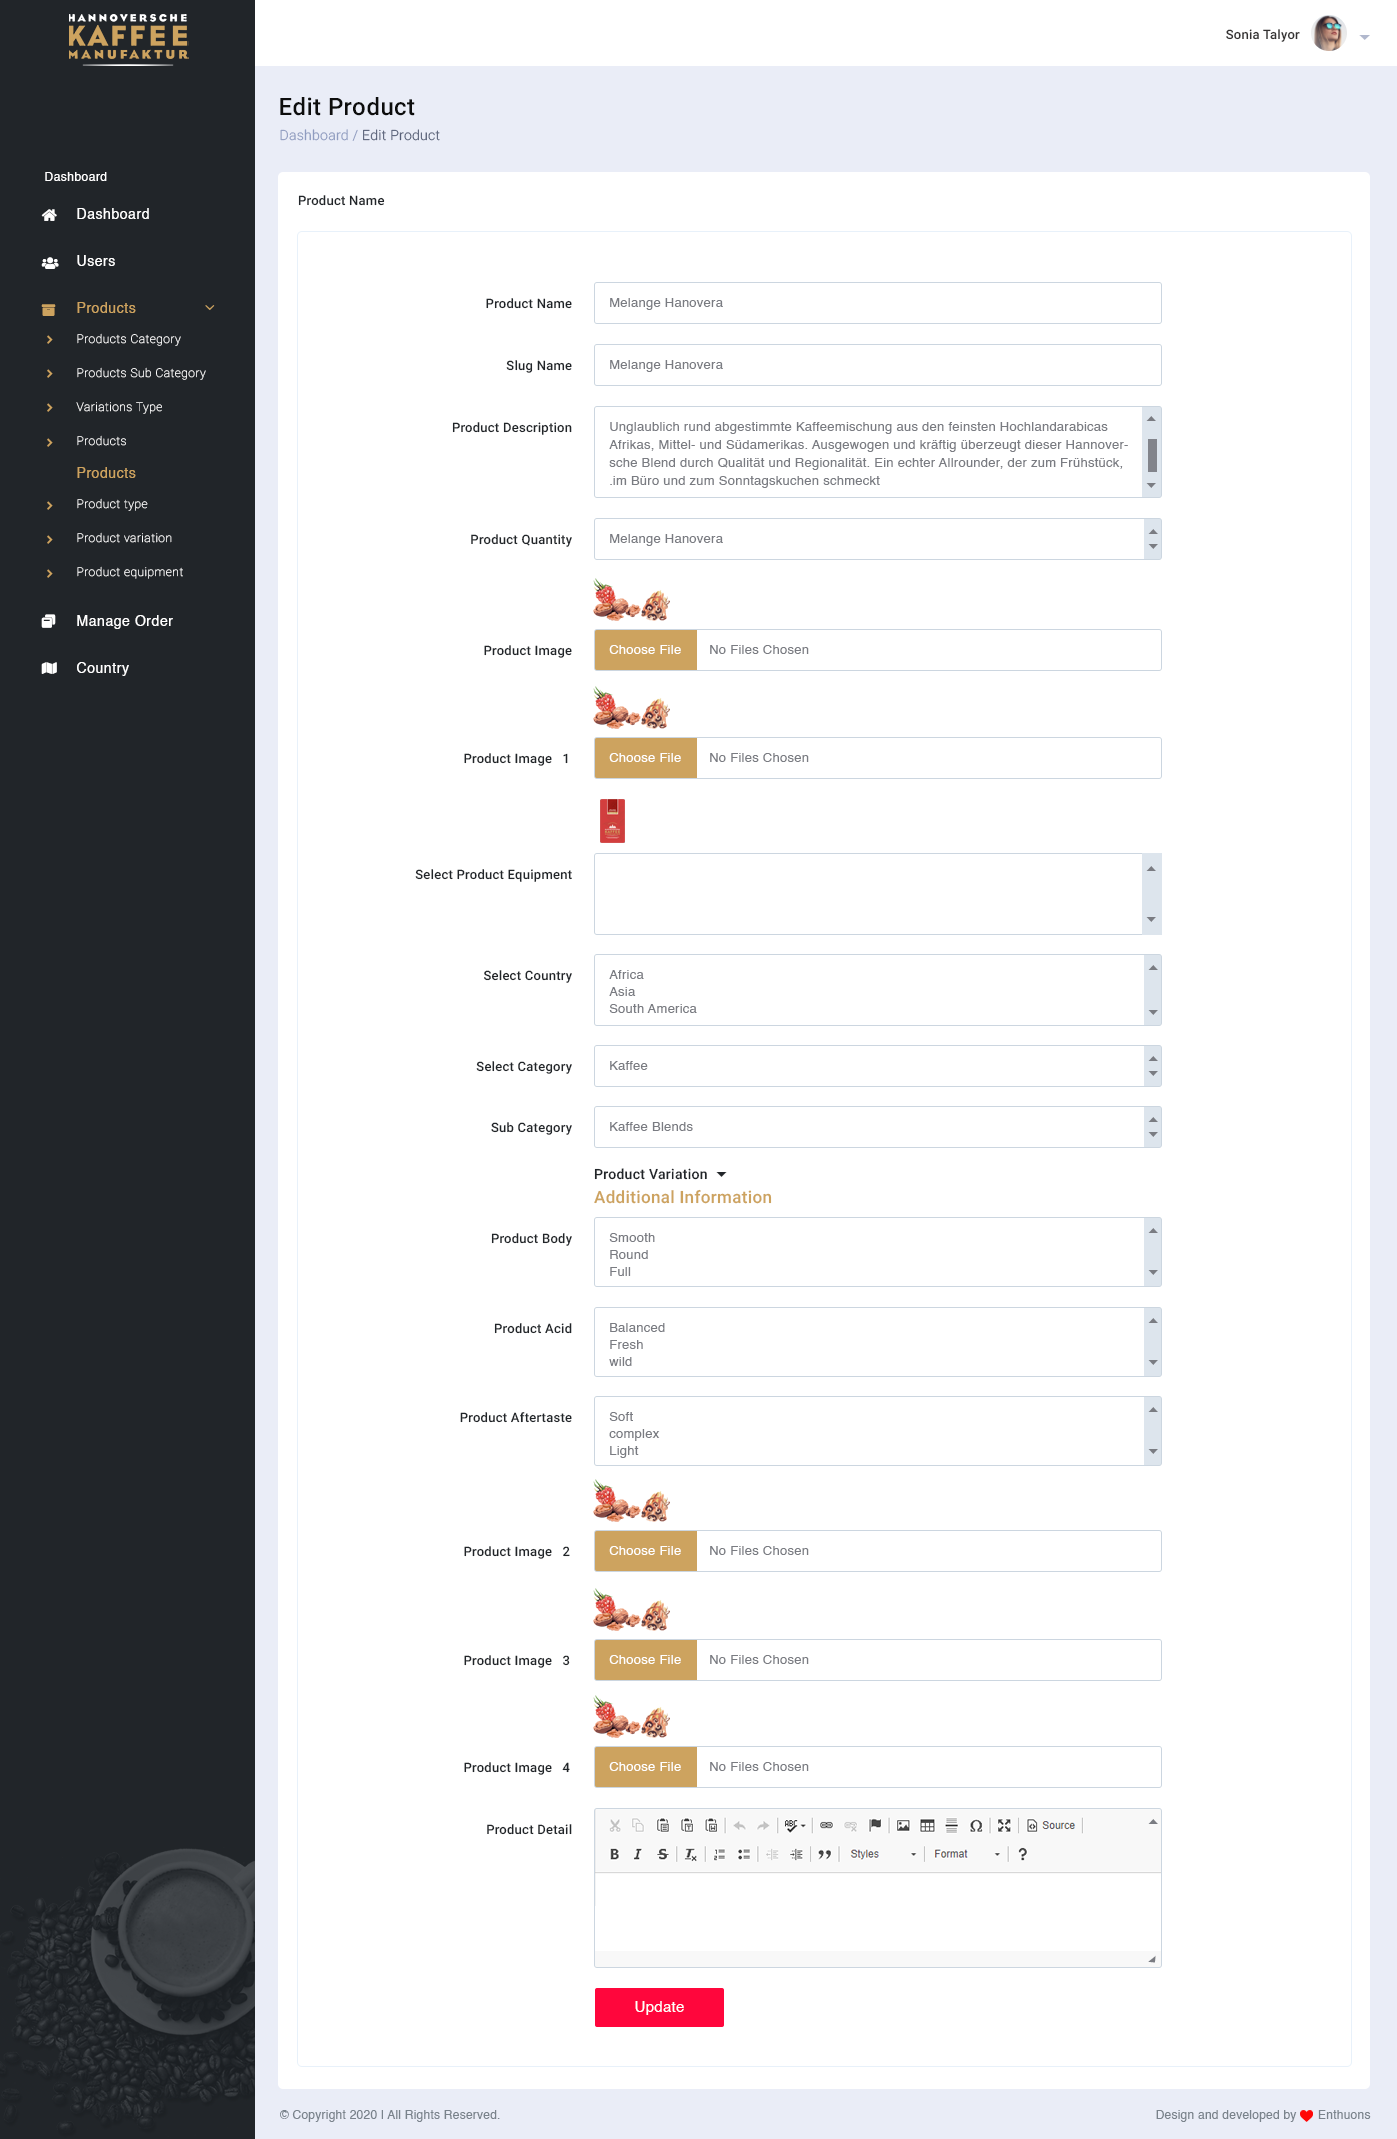 HANNOVERSCHE
KAFFEE
MANUFAKTUR
Sonia Talyor
Edit Product
Dashboard / Edit Product
Dashboard
Dashboard
Users
Products
Products Category
Products Sub Category
Variations Type
Products
Products
Product type
Product variation
Product equipment
Manage Order
Country
Product Name
Product Name
Melange Hanovera
Slug Name
Melange Hanovera
Product Description
Unglaublich rund abgestimmte Kaffeemischung aus den feinsten Hochlandarabicas
Afrikas, Mittel- und Südamerikas. Ausgewogen und kräftig überzeugt dieser Hannover-
sche Blend durch Qualität und Regionalität. Ein echter Allrounder, der zum Frühstück,
.im Büro und zum Sonntagskuchen schmeckt
Product Quantity
Melange Hanovera
Product Image
Choose File
No Files Chosen
Product Image 1
Choose File
No Files Chosen
Select Product Equipment
Select Country
Africa
Asia
South America
Select Category
Kaffee
Sub Category
Kaffee Blends
Product Variation
Additional Information
Product Body
Smooth
Round
Full
Product Acid
Balanced
Fresh
wild
Product Aftertaste
Soft
complex
Light
Product Image 2
Choose File
No Files Chosen
Product Image 3
Choose File
No Files Chosen
Product Image 4
Choose File
No Files Chosen
Product Detail
Source
B I S Styles Format ?
Update
© Copyright 2020 I All Rights Reserved.
Design and developed by ❤ Enthuons